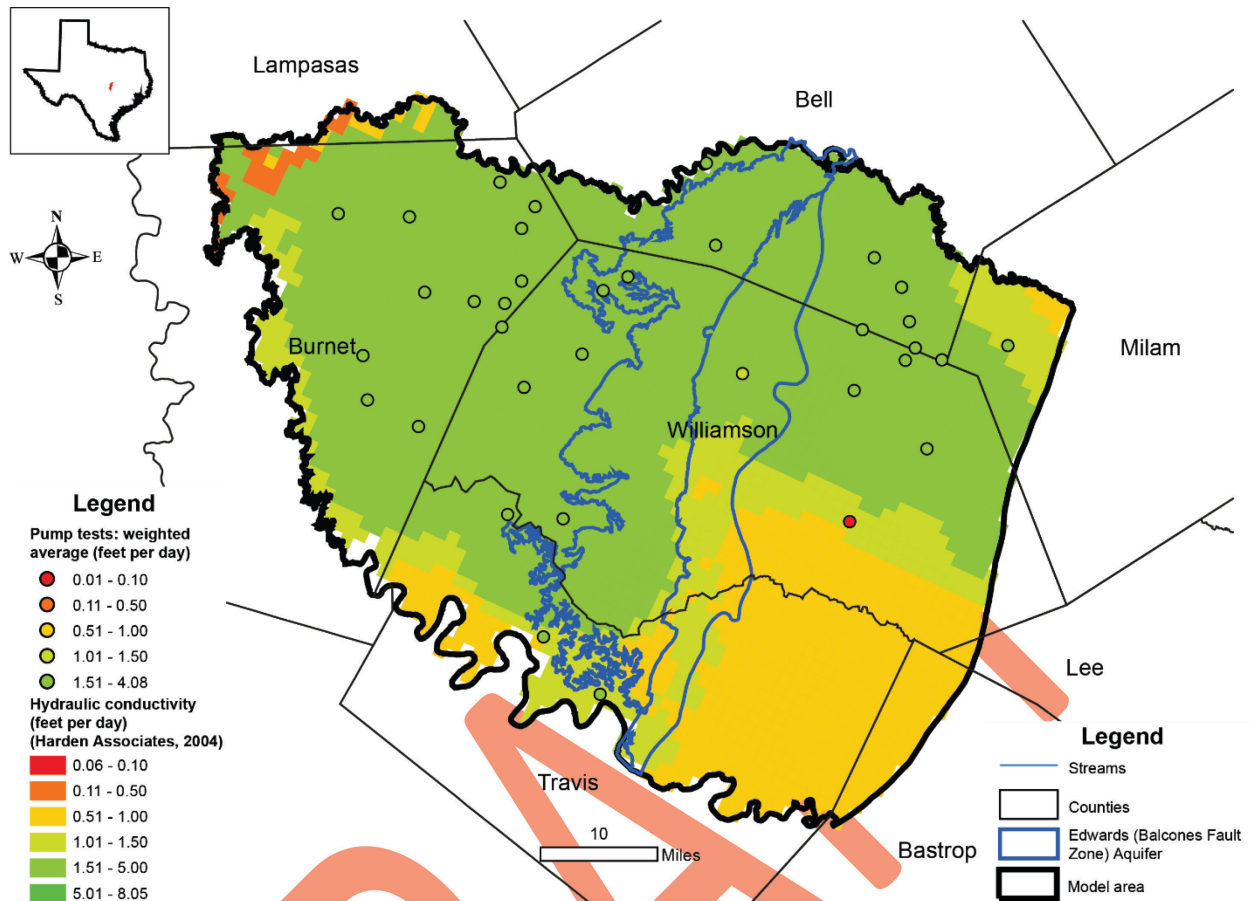 Lampasas
Bell
N
W E
S
Burnet
Milam
Williamson
Legend
Pump tests: weighted
average (feet per day)
0.01 - 0.10
0.11 - 0.50
0.51 - 1.00
1.01 - 1.50
1.51 - 4.08
Hydraulic conductivity
(feet per day)
(Harden Associates, 2004)
0.06 - 0.10
0.11 - 0.50
0.51 - 1.00
1.01 - 1.50
1.51 - 5.00
5.01 - 8.05
Lee
Travis
Bastrop
10
Miles
Legend
Streams
Counties
Edwards (Balcones Fault
Zone) Aquifer
Model area